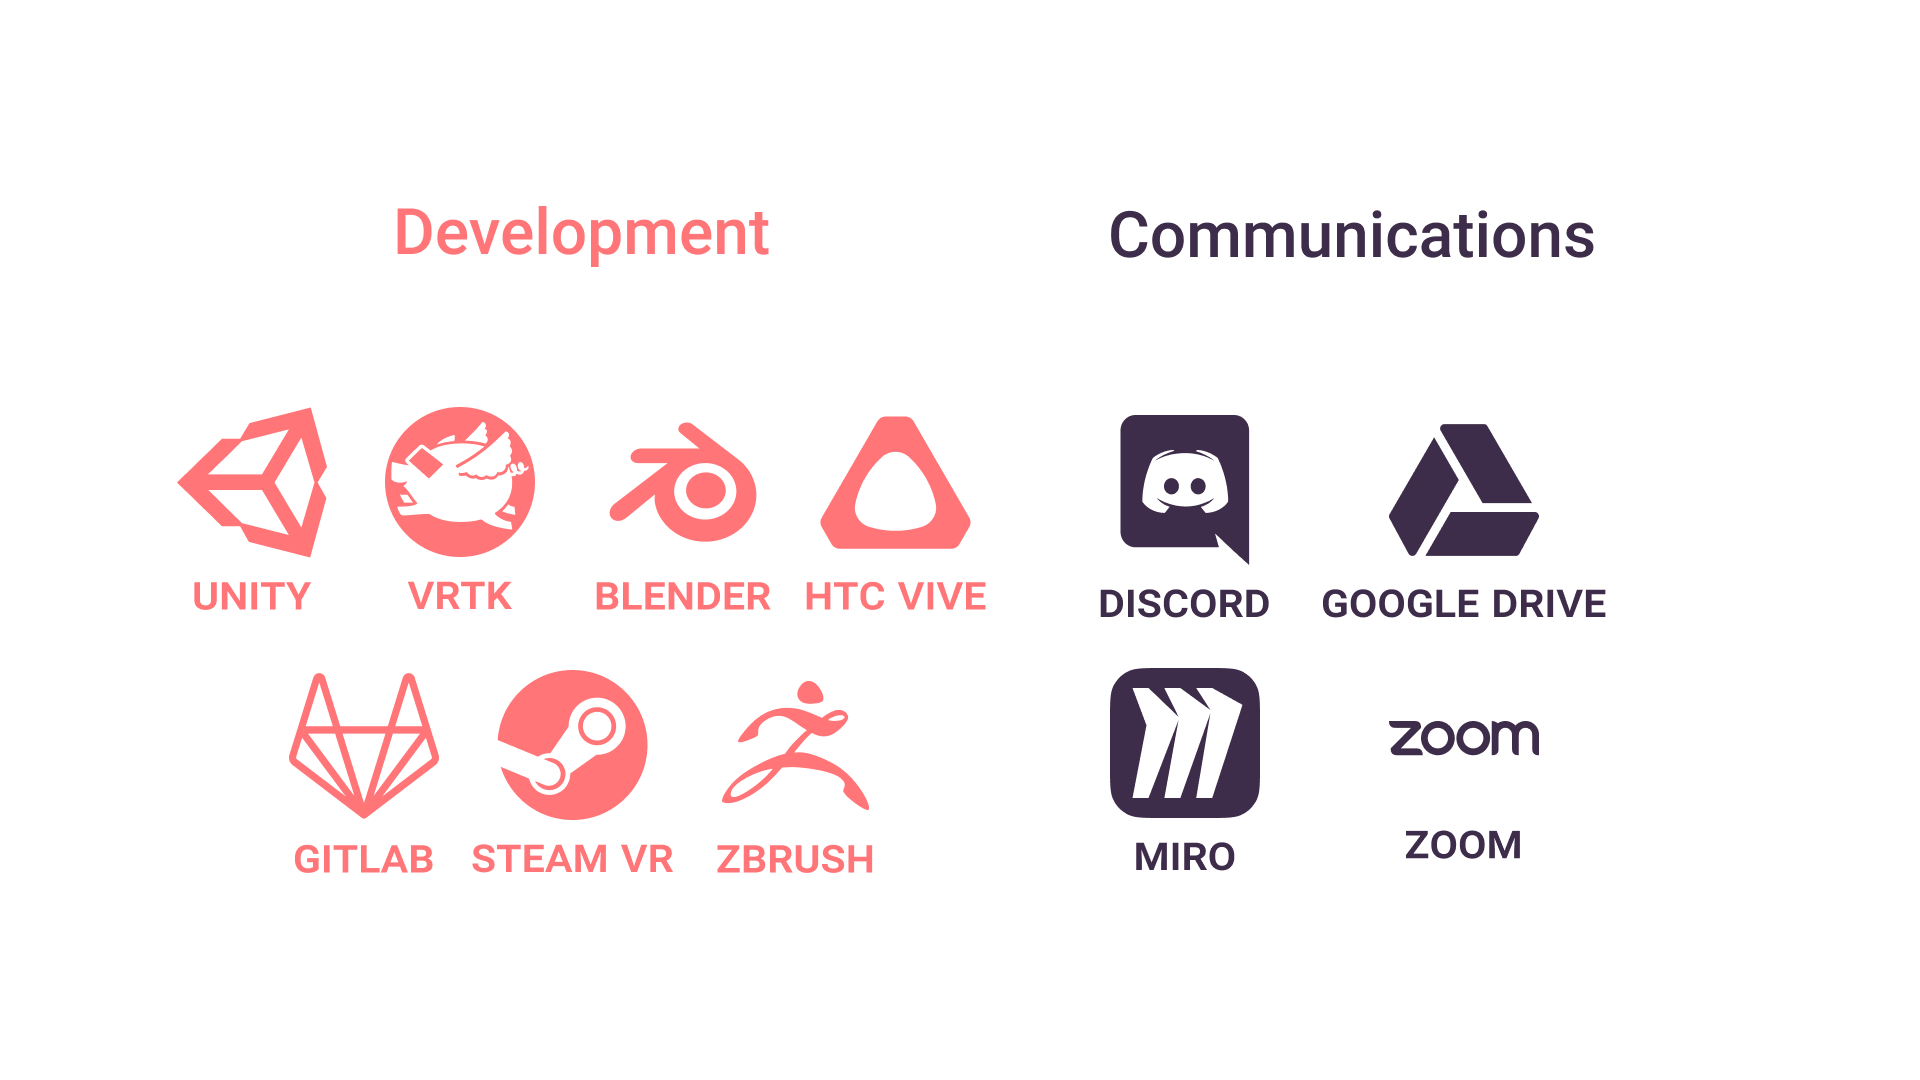 Development
UNITY
VRTK
BLENDER
HTC VIVE
GITLAB
STEAM VR
ZBRUSH
Communications
DISCORD
GOOGLE DRIVE
MIRO
zoom
ZOOM